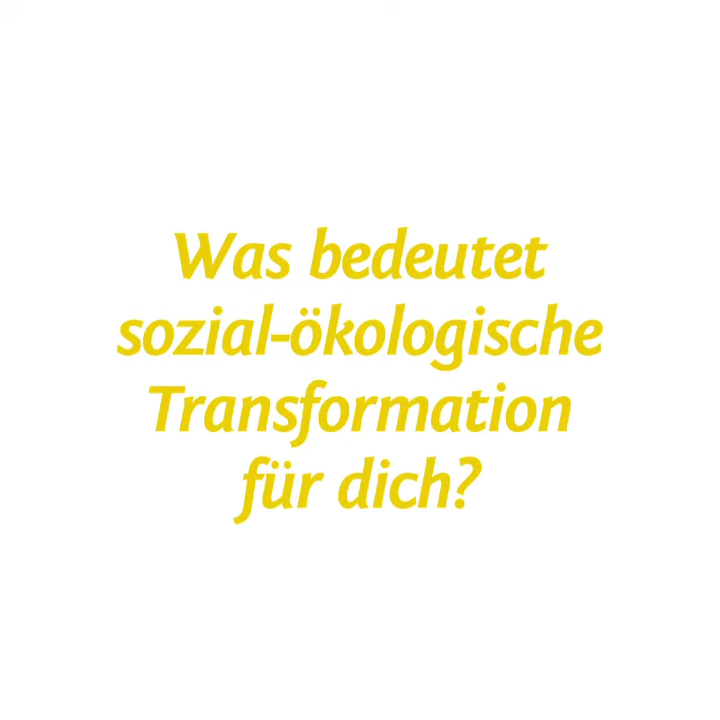 Was bedeutet
sozial-ökologische
Transformation
für dich?